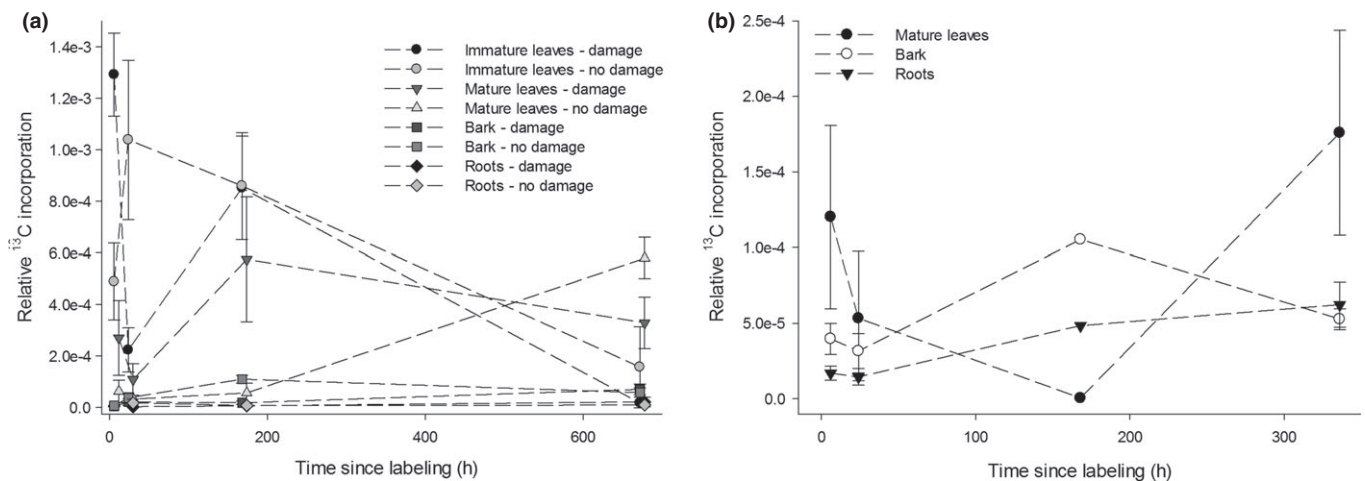 (a)
1.4e-3
1.2e-3
1.0e-3
8.0e-4
6.0e-4
4.0e-4
2.0e-4
0.0
Relative 13C incorporation
0
200
400
600
Time since labeling (h)
Immature leaves - damage
Immature leaves - no damage
Mature leaves - damage
Mature leaves - no damage
Bark - damage
Bark - no damage
Roots - damage
Roots - no damage
(b)
2.5e-4
2.0e-4
1.5e-4
1.0e-4
5.0e-5
0.0
Relative 13C incorporation
0
100
200
300
Time since labeling (h)
Mature leaves
Bark
Roots